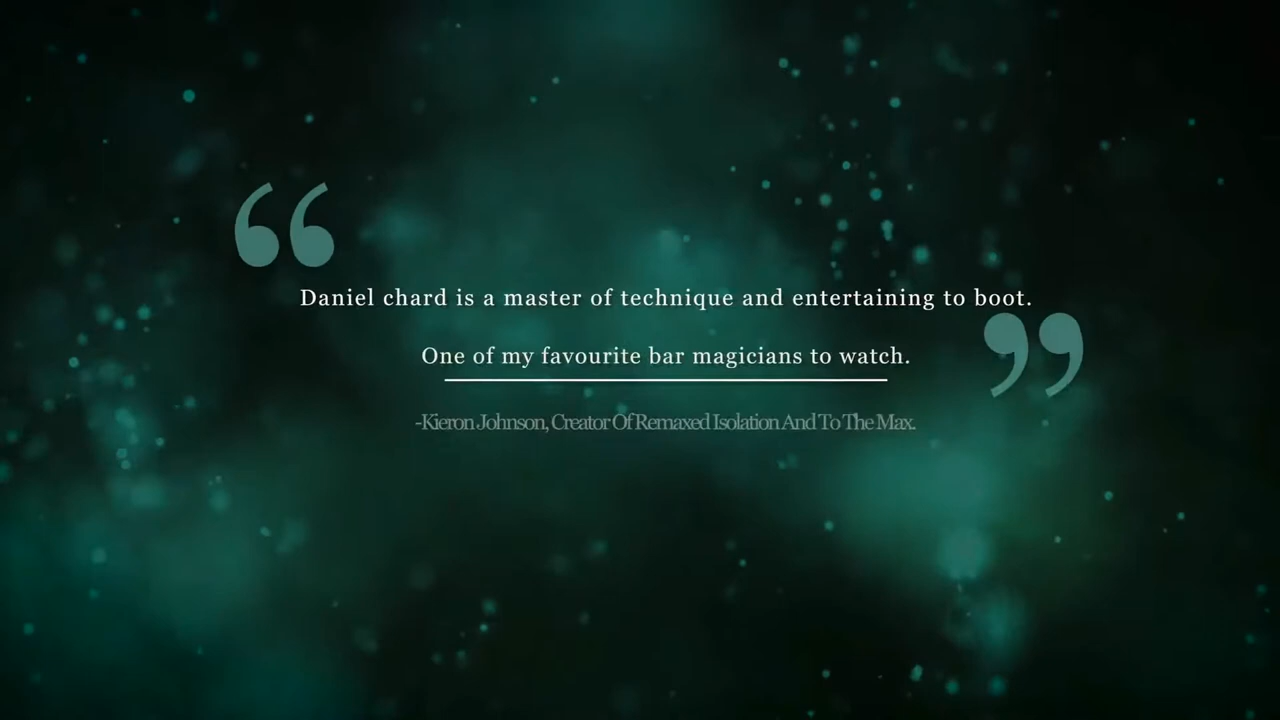 “
Daniel chard is a master of technique and entertaining to boot.
One of my favourite bar magicians to watch.
”
-Kieron Johnson, Creator Of Remaxed Isolation And To The Max.